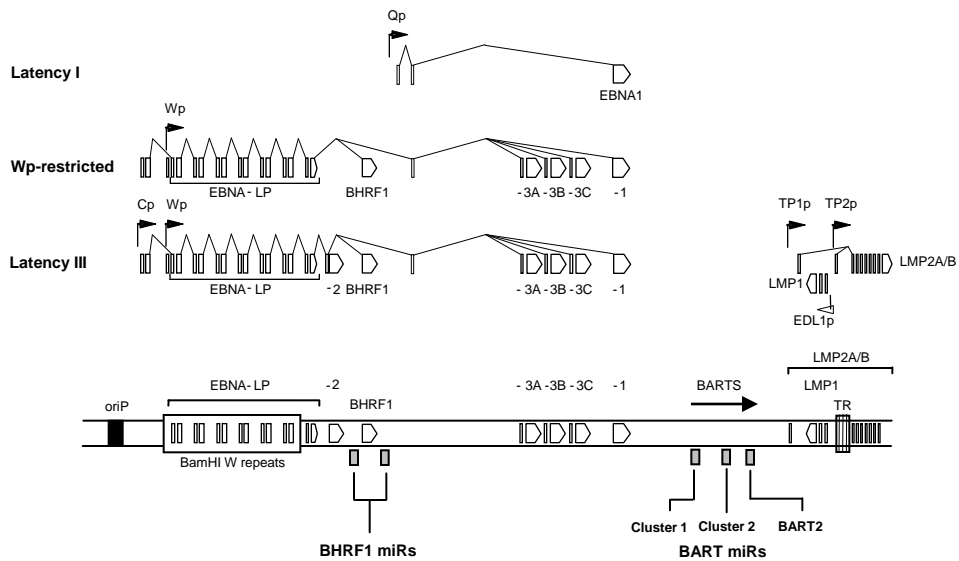 Qp
Latency I
EBNA1
Wp
Wp-restricted
EBNA - LP
BHRF1
- 3A - 3B - 3C
- 1
Cp Wp
TP1p TP2p
Latency III
LMP2A/B
LMP1
EBNA - LP
- 2 BHRF1
- 3A - 3B - 3C
- 1
EDL1p
LMP2A/B
EBNA- LP
- 2
- 3A - 3B - 3C
- 1
BARTS
LMP1
oriP
BHRF1
TR
BamHI W repeats
Cluster 1 Cluster 2 BART2
BHRF1 miRs
BART miRs